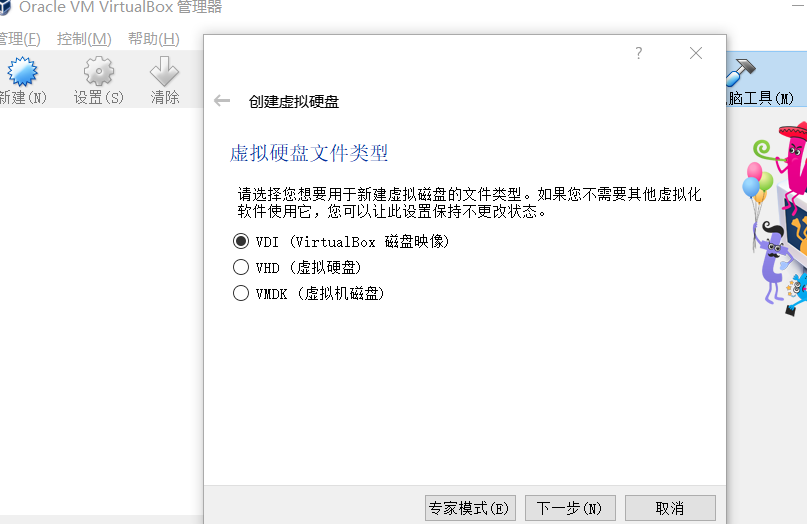 Oracle VM VirtualBox 管理器
管理(F) 控制(M) 帮助(H)
新建(N) 设置(S) 清除
脑工具(M)
?
创建虚拟硬盘
虚拟硬盘文件类型
请选择您想要用于新建虚拟磁盘的文件类型。如果您不需要其他虚拟化
软件使用它，您可以让此设置保持不更改状态。
VDI (VirtualBox 磁盘映像)
VHD (虚拟硬盘)
VMDK (虚拟机磁盘)
专家模式(E) 下一步(N) 取消